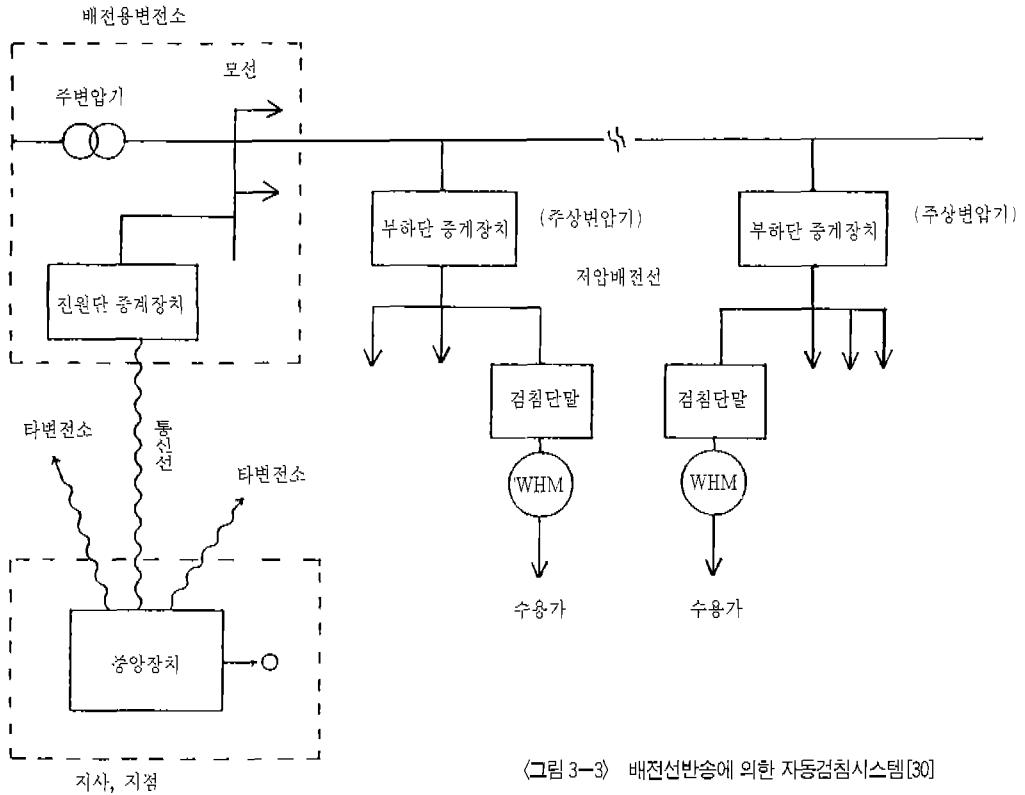 배전용변전소
모선
주변압기
부하단 중게장치
(주상변압기)
부하단 중게장치
(주상변압기)
저압배전선
진원단 중계장치
검침단말
검침단말
타변전소
통신선
타변전소
WHM
WHM
수용가
수용가
중앙장치
지사, 지점
〈그림 3-3〉 배전선반송에 의한 자동검침시스템[30]